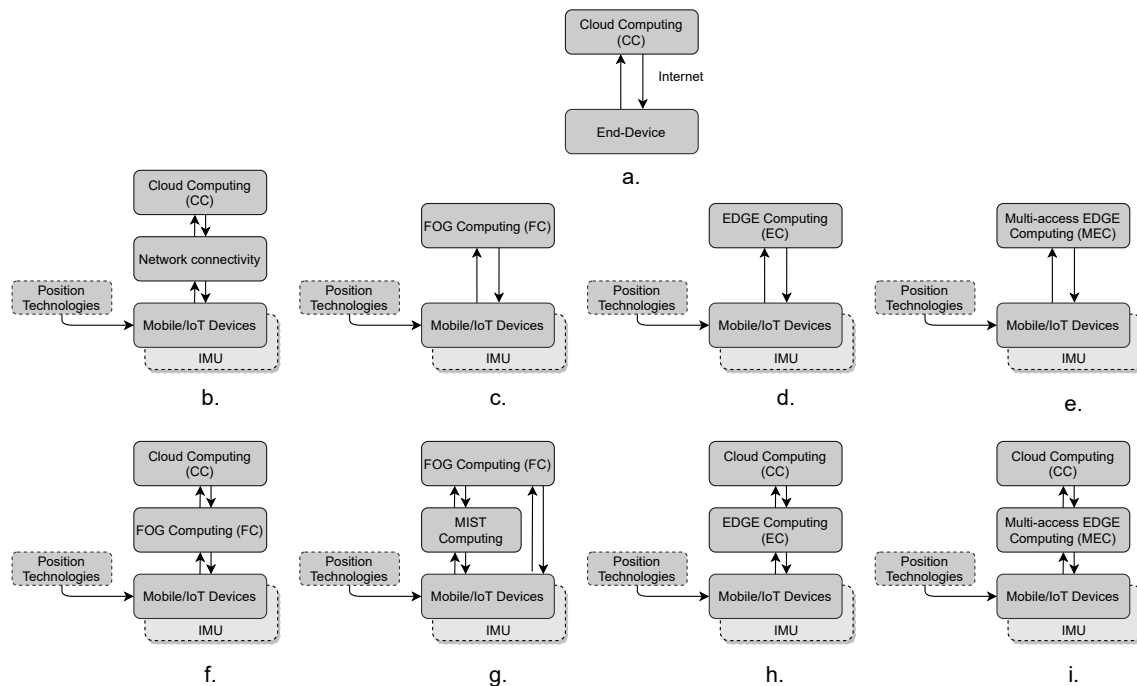 Cloud Computing
(CC)
Internet
End-Device
a.
Cloud Computing
(CC)
Network connectivity
Position
Technologies
Mobile/IoT Devices
IMU
b.
FOG Computing (FC)
Position
Technologies
Mobile/IoT Devices
IMU
c.
EDGE Computing
(EC)
Position
Technologies
Mobile/IoT Devices
IMU
d.
Multi-access EDGE
Computing (MEC)
Position
Technologies
Mobile/IoT Devices
IMU
e.
Cloud Computing
(CC)
FOG Computing (FC)
Position
Technologies
Mobile/IoT Devices
IMU
f.
FOG Computing (FC)
MIST
Computing
Position
Technologies
Mobile/IoT Devices
IMU
g.
Cloud Computing
(CC)
EDGE Computing
(EC)
Position
Technologies
Mobile/IoT Devices
IMU
h.
Cloud Computing
(CC)
Multi-access EDGE
Computing (MEC)
Position
Technologies
Mobile/IoT Devices
IMU
i.